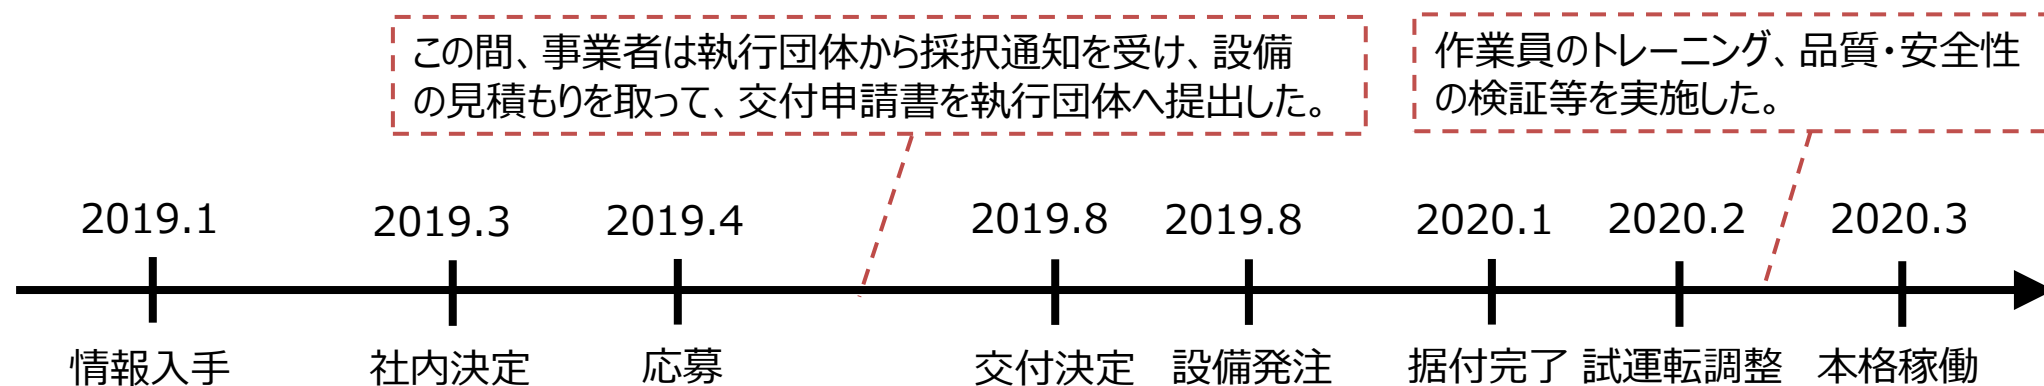 この間、事業者は執行団体から採択通知を受け、設備
の見積もりを取って、交付申請書を執行団体へ提出した。
作業員のトレーニング、品質・安全性
の検証等を実施した。
2019.1
2019.3
2019.4
2019.8
2019.8
2020.1
2020.2
2020.3
情報入手
社内決定
応募
交付決定
設備発注
据付完了
試運転調整
本格稼働